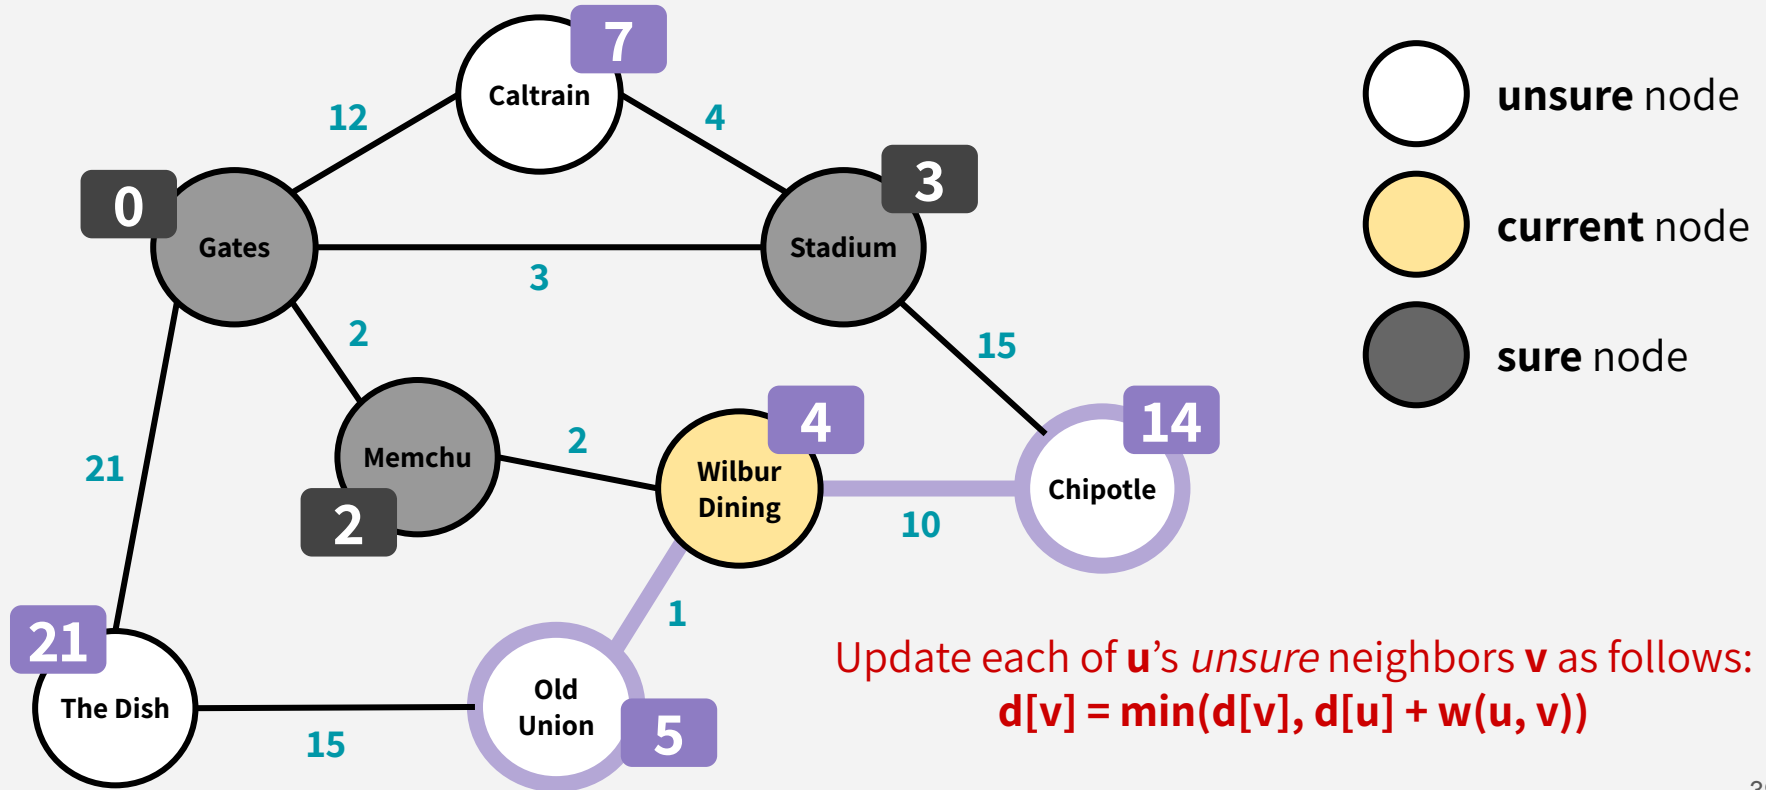 7
Caltrain
12
4
0
3
Gates
Stadium
3
2
15
4
14
Memchu
2
Wilbur
Dining
Chipotle
21
2
10
1
21
The Dish
Old
Union
5
15
unsure node
current node
sure node
Update each of u's unsure neighbors v as follows:
d[v] = min(d[v], d[u] + w(u, v))